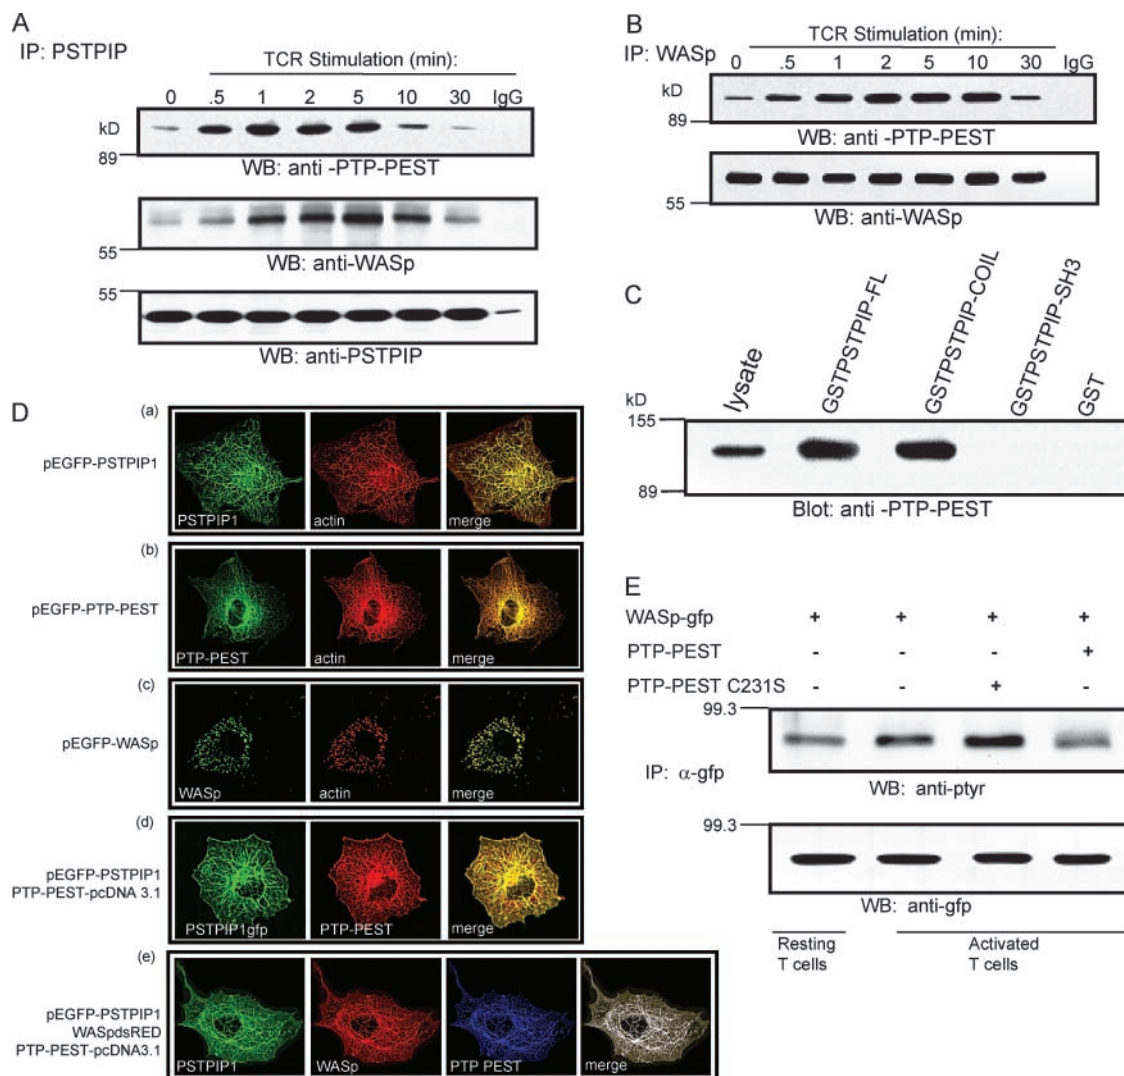 A
IP: PSTPIP
TCR Stimulation (min):
0 .5 1 2 5 10 30 IgG
kD
89
WB: anti -PTP-PEST
55
WB: anti-WASp
55
WB: anti-PSTPIP
B
IP: WASp
TCR Stimulation (min):
0 .5 1 2 5 10 30 IgG
89
WB: anti -PTP-PEST
55
WB: anti-WASp
C
lysate
GSTPSTPIP-FL
GSTPSTPIP-COIL
GSTPSTPIP-SH3
GST
kD
155
89
Blot: anti -PTP-PEST
D
(a)
pEGFP-PSTPIP1
PSTPIP1 actin merge
(b)
pEGFP-PTP-PEST
PTP-PEST actin merge
(c)
pEGFP-WASp
WASp actin merge
(d)
pEGFP-PSTPIP1
PTP-PEST-pcDNA 3.1
PSTPIP1gfp PTP-PEST merge
(e)
pEGFP-PSTPIP1
WASpdsRED
PTP-PEST-pcDNA3.1
PSTPIP1 WASp PTP PEST merge
E
WASp-gfp + + + +
PTP-PEST - - - +
PTP-PEST C231S - - + -
99.3
IP: α-gfp
WB: anti-ptyr
99.3
WB: anti-gfp
Resting
T cells
Activated
T cells